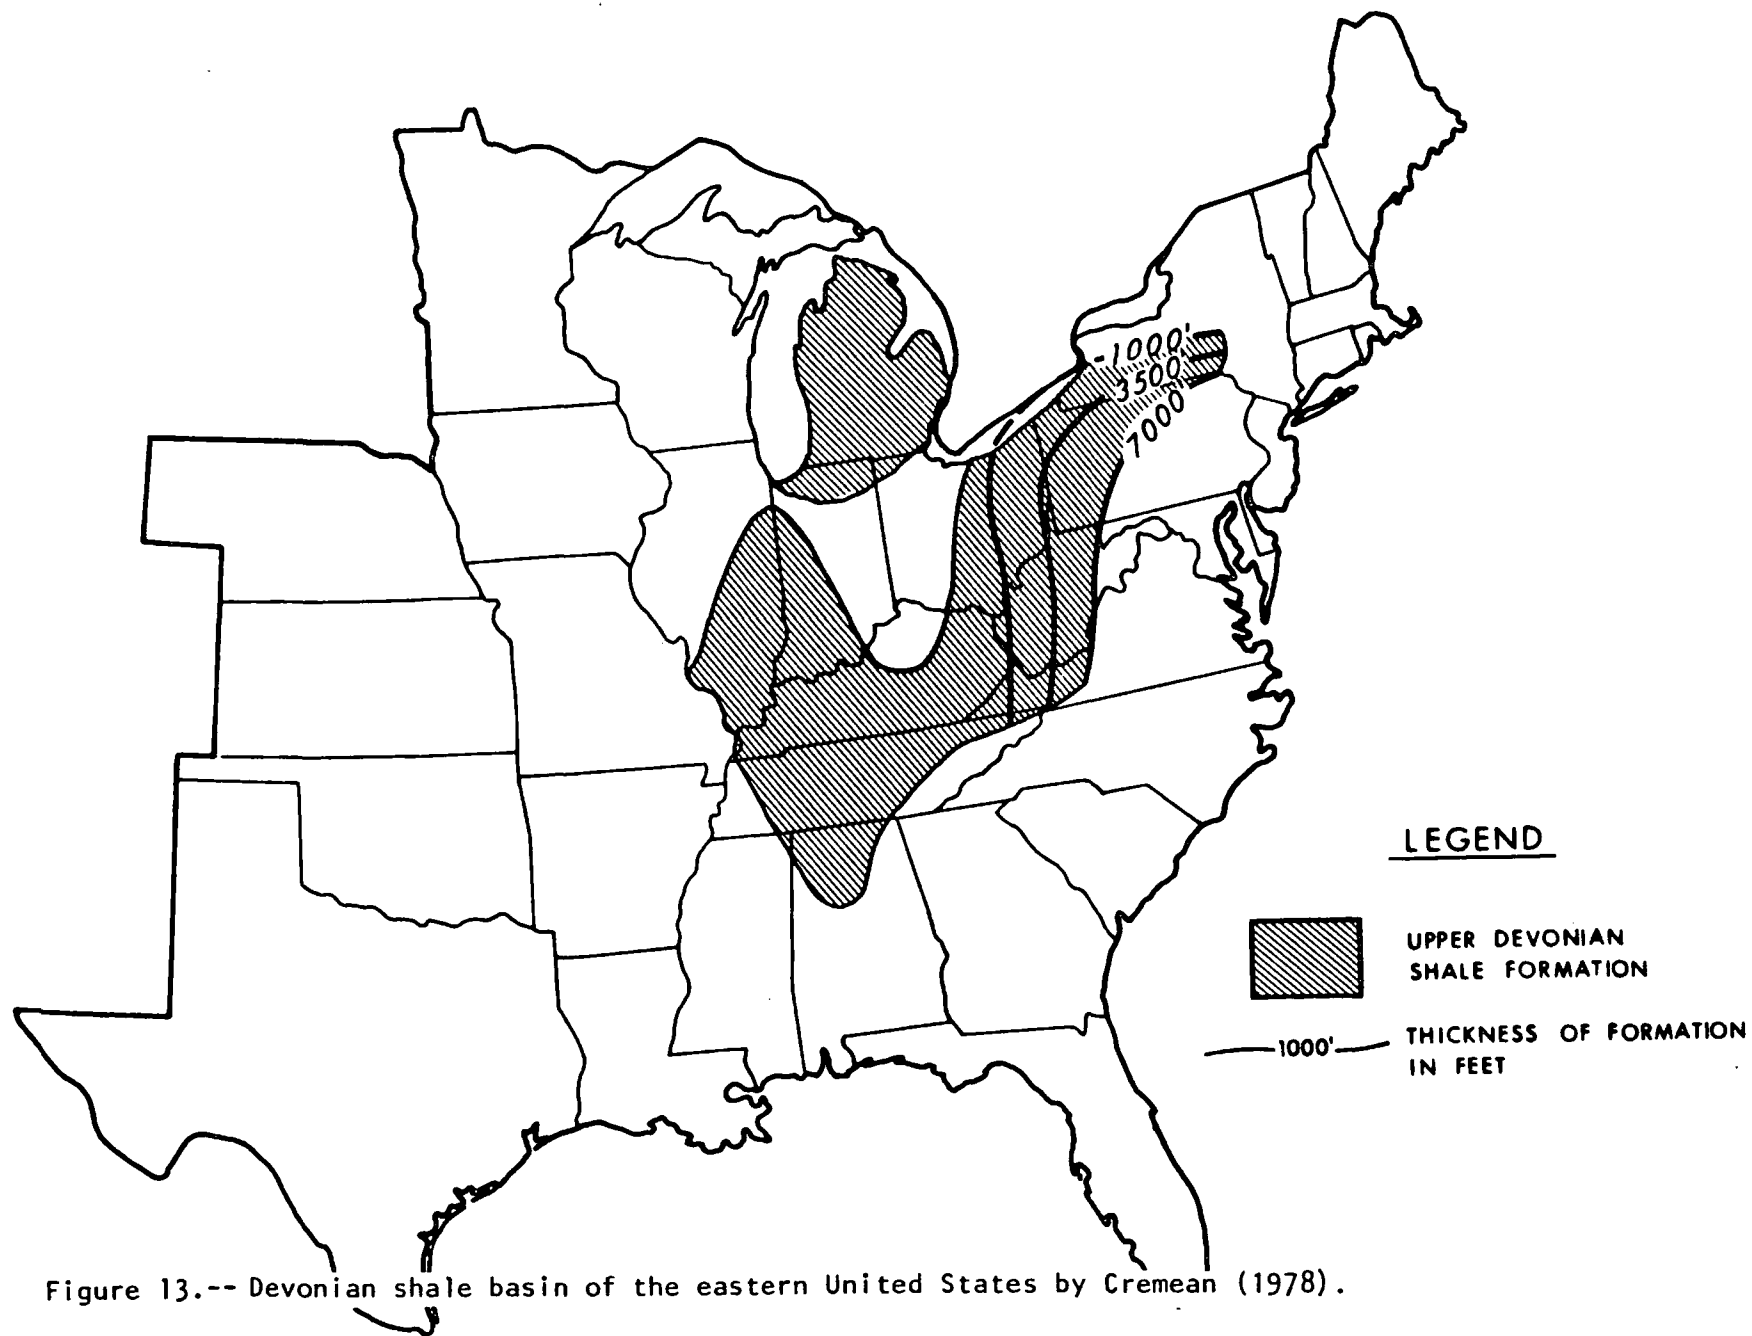 -1000'
3500'
7000
LEGEND
UPPER DEVONIAN
SHALE FORMATION
1000'
THICKNESS OF FORMATION
IN FEET
Figure 13.-- Devonian shale basin of the eastern United States by Cremean (1978).